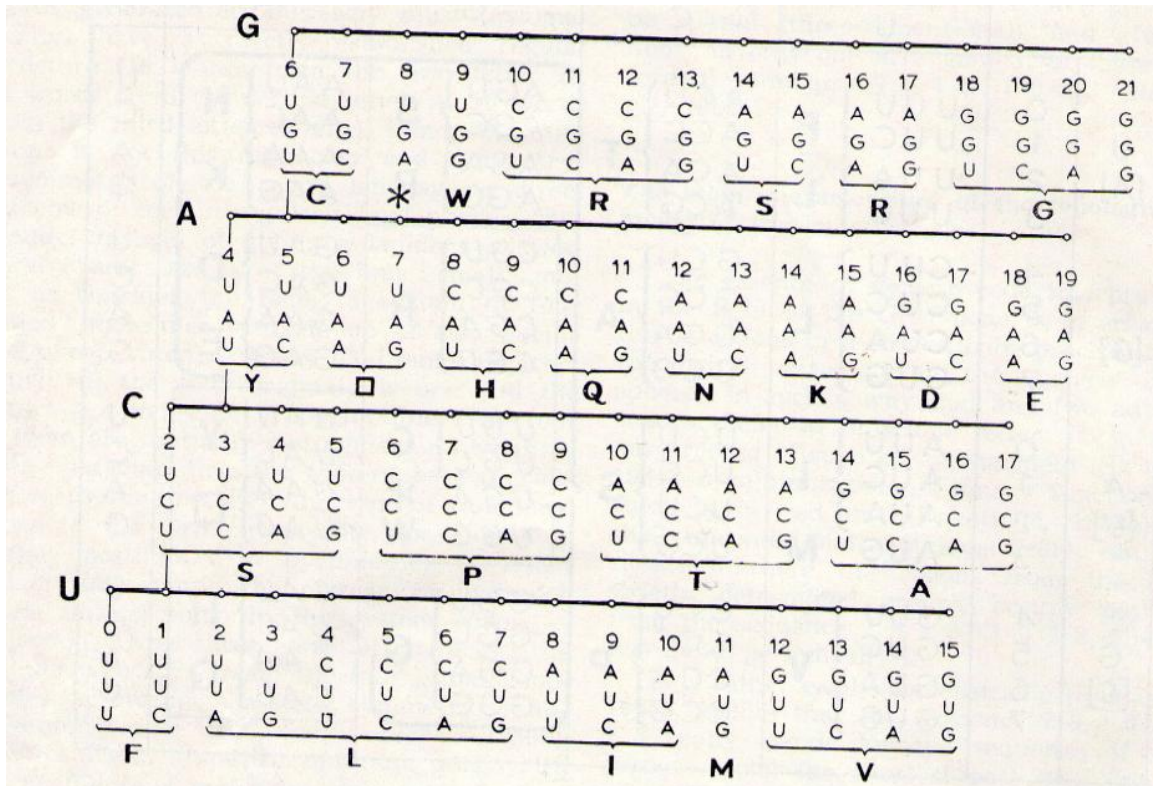 G
6 7 8 9 10 11 12 13 14 15 16 17 18 19 20 21
U U U U C C C C A A A A G G G G
G G G G G G G G G G G G G G G G
U C A G U C A G U C A G U C A G
C * W R S R G
A
4 5 6 7 8 9 10 11 12 13 14 15 16 17 18 19
U U U U C C C C A A A A G G G G
A A A A A A A A A A A A A A A A
U C A G U C A G U C A G U C A G
Y □ H Q N K D E
C
2 3 4 5 6 7 8 9 10 11 12 13 14 15 16 17
U U U U C C C C A A A A G G G G
C C C C C C C C C C C C C C C C
U C A G U C A G U C A G U C A G
S P T A
U
0 1 2 3 4 5 6 7 8 9 10 11 12 13 14 15
U U U U C C C C A A A A G G G G
U U U U U U U U U U U U U U U U
U C A G U C A G U C A G U C A G
F L I M V